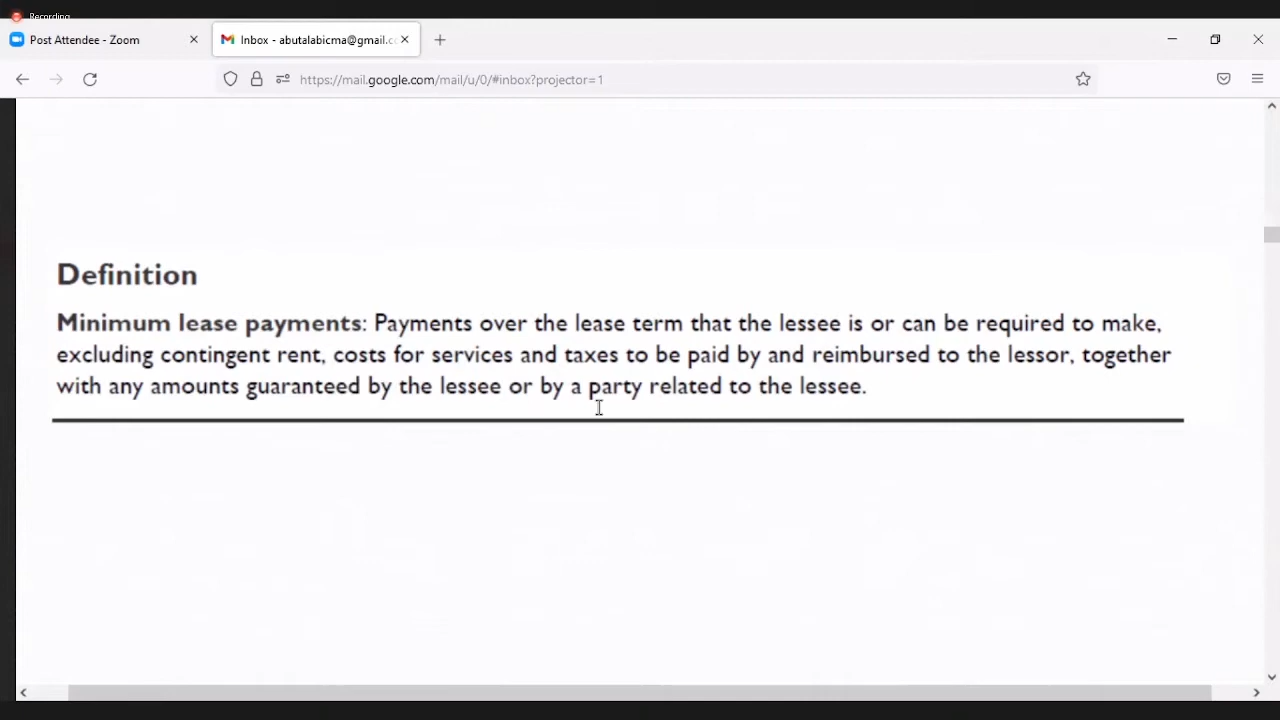 Recording
Post Attendee - Zoom
Inbox - abutalabicma@gmail.c
https://mail.google.com/mail/u/0/#inbox?projector=1
Definition
Minimum lease payments: Payments over the lease term that the lessee is or can be required to make,
excluding contingent rent, costs for services and taxes to be paid by and reimbursed to the lessor, together
with any amounts guaranteed by the lessee or by a party related to the lessee.